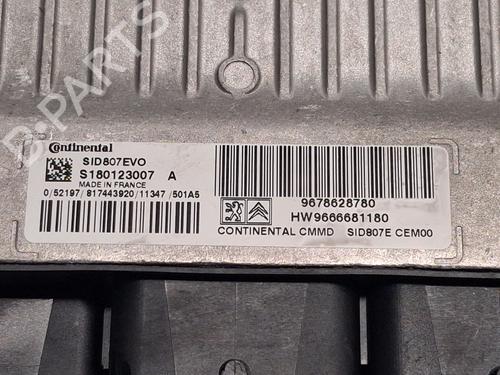 Continental
SID807EVO
S180123007 A
MADE IN FRANCE
0/52197/817443920/11347/501A5
9678628780
HW9666681180
CONTINENTAL CMMD SID807E CEM00
B-PARTS